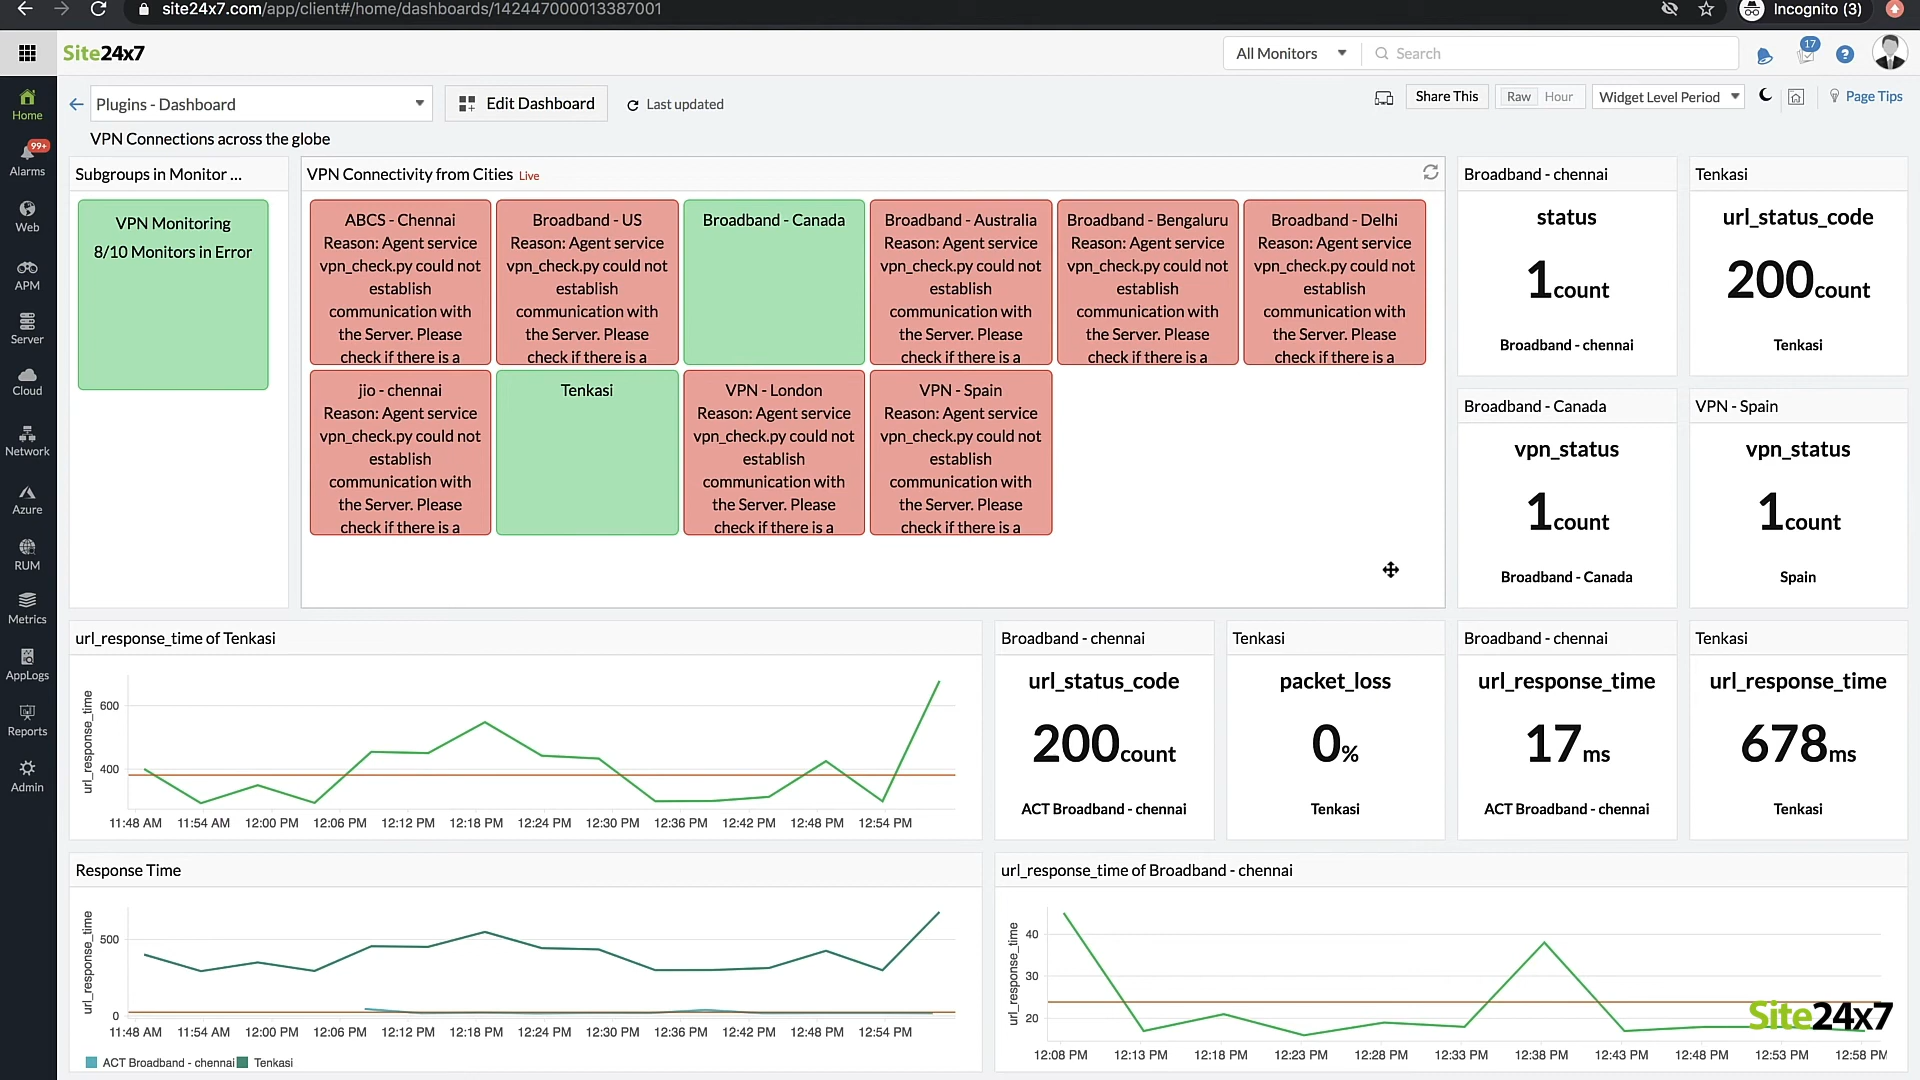 site24x7.com/app/client#/home/dashboards/142447000013387001
Incognito (3)
Site24x7
All Monitors
Search
17
Plugins - Dashboard
Edit Dashboard
Last updated
Share This
Raw
Hour
Widget Level Period
Page Tips
VPN Connections across the globe
Home
99+
Alarms
Web
APM
Server
Cloud
Network
Azure
RUM
Metrics
AppLogs
Reports
Admin
Subgroups in Monitor ...
VPN Monitoring
8/10 Monitors in Error
VPN Connectivity from Cities Live
ABCS - Chennai
Reason: Agent service
vpn_check.py could not
establish
communication with
the Server. Please
check if there is a
Broadband - US
Reason: Agent service
vpn_check.py could not
establish
communication with
the Server. Please
check if there is a
Broadband - Canada
Broadband - Australia
Reason: Agent service
vpn_check.py could not
establish
communication with
the Server. Please
check if there is a
Broadband - Bengaluru
Reason: Agent service
vpn_check.py could not
establish
communication with
the Server. Please
check if there is a
Broadband - Delhi
Reason: Agent service
vpn_check.py could not
establish
communication with
the Server. Please
check if there is a
jio - chennai
Reason: Agent service
vpn_check.py could not
establish
communication with
the Server. Please
check if there is a
Tenkasi
VPN - London
Reason: Agent service
vpn_check.py could not
establish
communication with
the Server. Please
check if there is a
VPN - Spain
Reason: Agent service
vpn_check.py could not
establish
communication with
the Server. Please
check if there is a
Broadband - chennai
status
1count
Broadband - chennai
Tenkasi
url_status_code
200count
Tenkasi
Broadband - Canada
vpn_status
1count
Broadband - Canada
VPN - Spain
vpn_status
1count
Spain
url_response_time of Tenkasi
url_response_time
600
400
11:48 AM 11:54 AM 12:00 PM 12:06 PM 12:12 PM 12:18 PM 12:24 PM 12:30 PM 12:36 PM 12:42 PM 12:48 PM 12:54 PM
Broadband - chennai
url_status_code
200count
ACT Broadband - chennai
Tenkasi
packet_loss
0%
Tenkasi
Broadband - chennai
url_response_time
17ms
ACT Broadband - chennai
Tenkasi
url_response_time
678ms
Tenkasi
Response Time
url_response_time
500
0
11:48 AM 11:54 AM 12:00 PM 12:06 PM 12:12 PM 12:18 PM 12:24 PM 12:30 PM 12:36 PM 12:42 PM 12:48 PM 12:54 PM
ACT Broadband - chennai Tenkasi
url_response_time of Broadband - chennai
url_response_time
40
30
20
12:08 PM 12:13 PM 12:18 PM 12:23 PM 12:28 PM 12:33 PM 12:38 PM 12:43 PM 12:48 PM 12:53 PM 12:58 PM
Site24x7